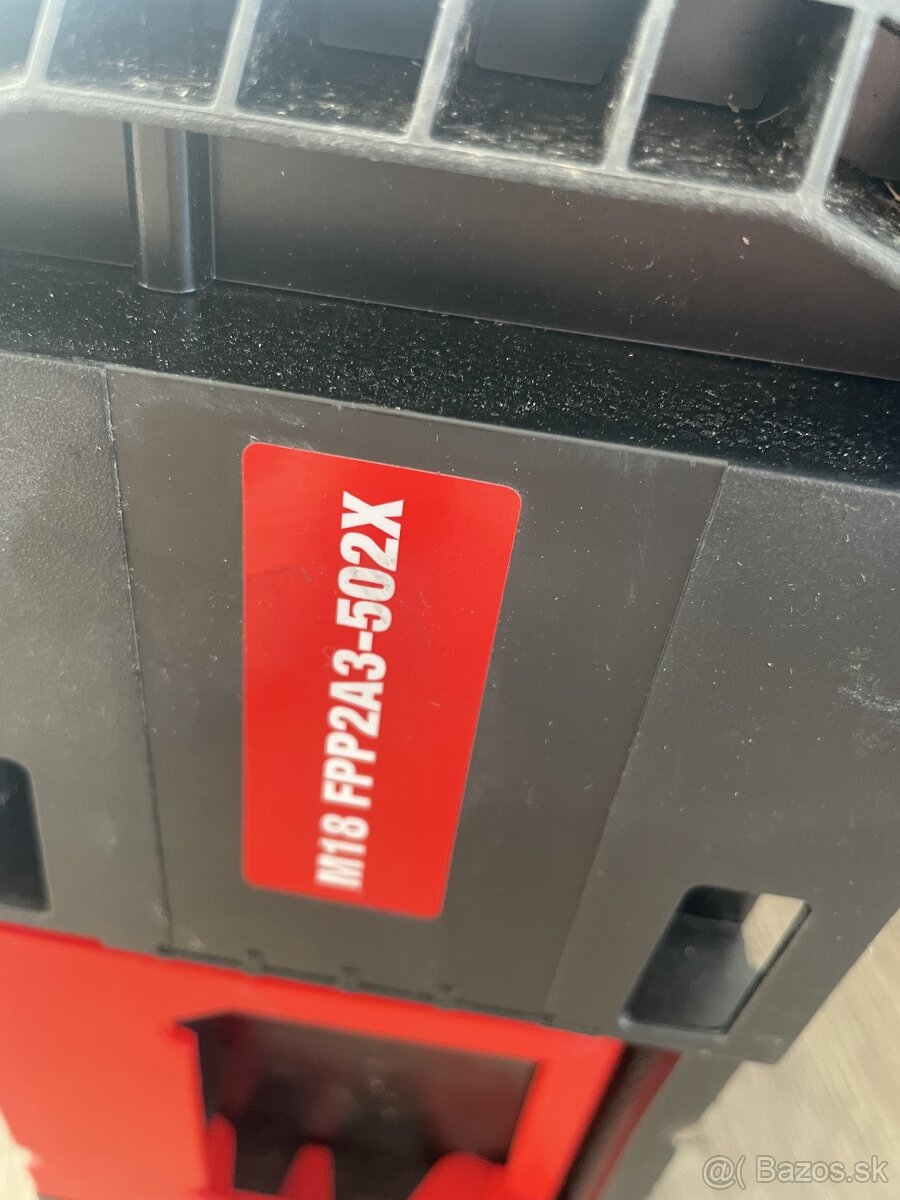 M18 FPP2A3-502X
@( Bazos.sk